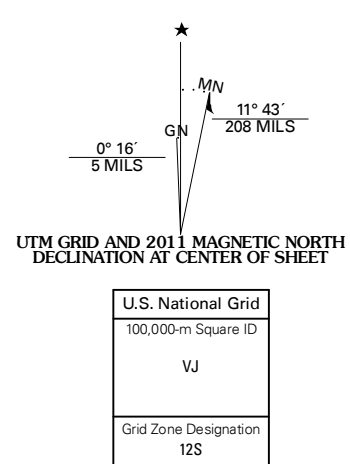 ★
MN
11° 43´
208 MILS
GN
0° 16´
5 MILS
UTM GRID AND 2011 MAGNETIC NORTH
DECLINATION AT CENTER OF SHEET
U.S. National Grid
100,000-m Square ID
VJ
Grid Zone Designation
12S